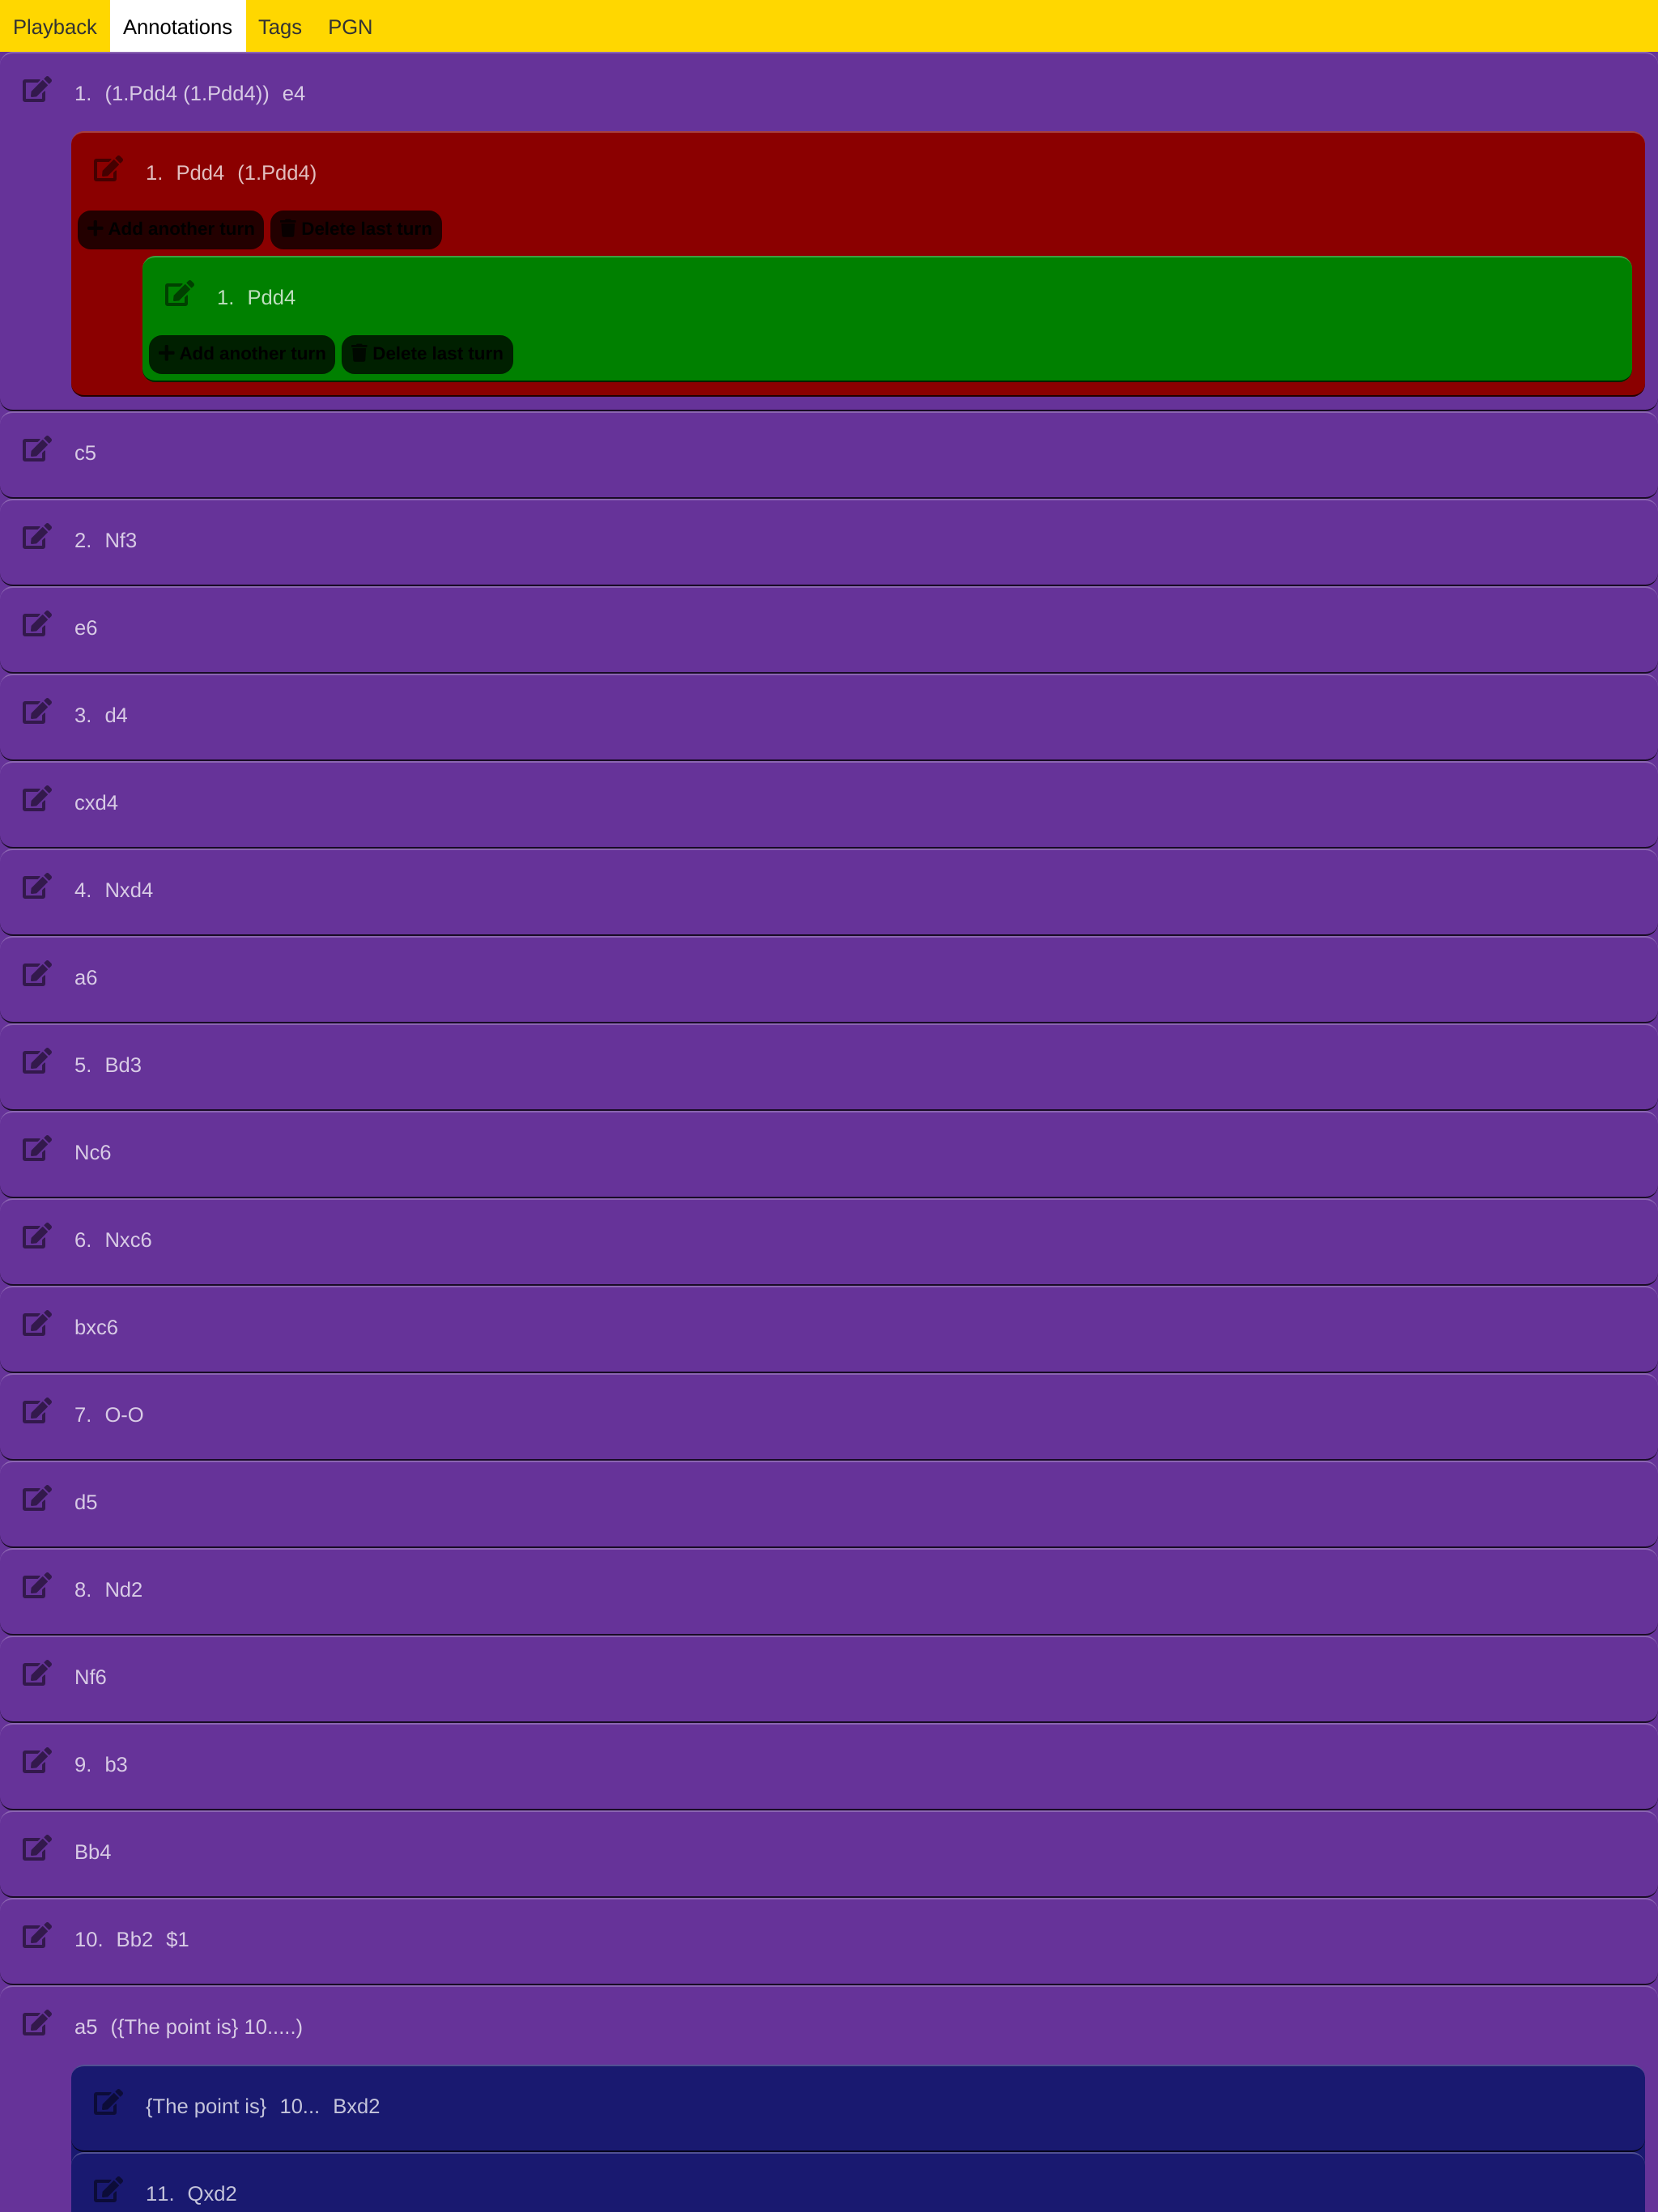 Playback Annotations Tags PGN
1. (1.Pdd4 (1.Pdd4)) e4
1. Pdd4 (1.Pdd4)
Add another turn Delete last turn
1. Pdd4
Add another turn Delete last turn
c5
2. Nf3
e6
3. d4
cxd4
4. Nxd4
a6
5. Bd3
Nc6
6. Nxc6
bxc6
7. O-O
d5
8. Nd2
Nf6
9. b3
Bb4
10. Bb2 $1
a5 ({The point is} 10.....)
{The point is} 10... Bxd2
11. Qxd2